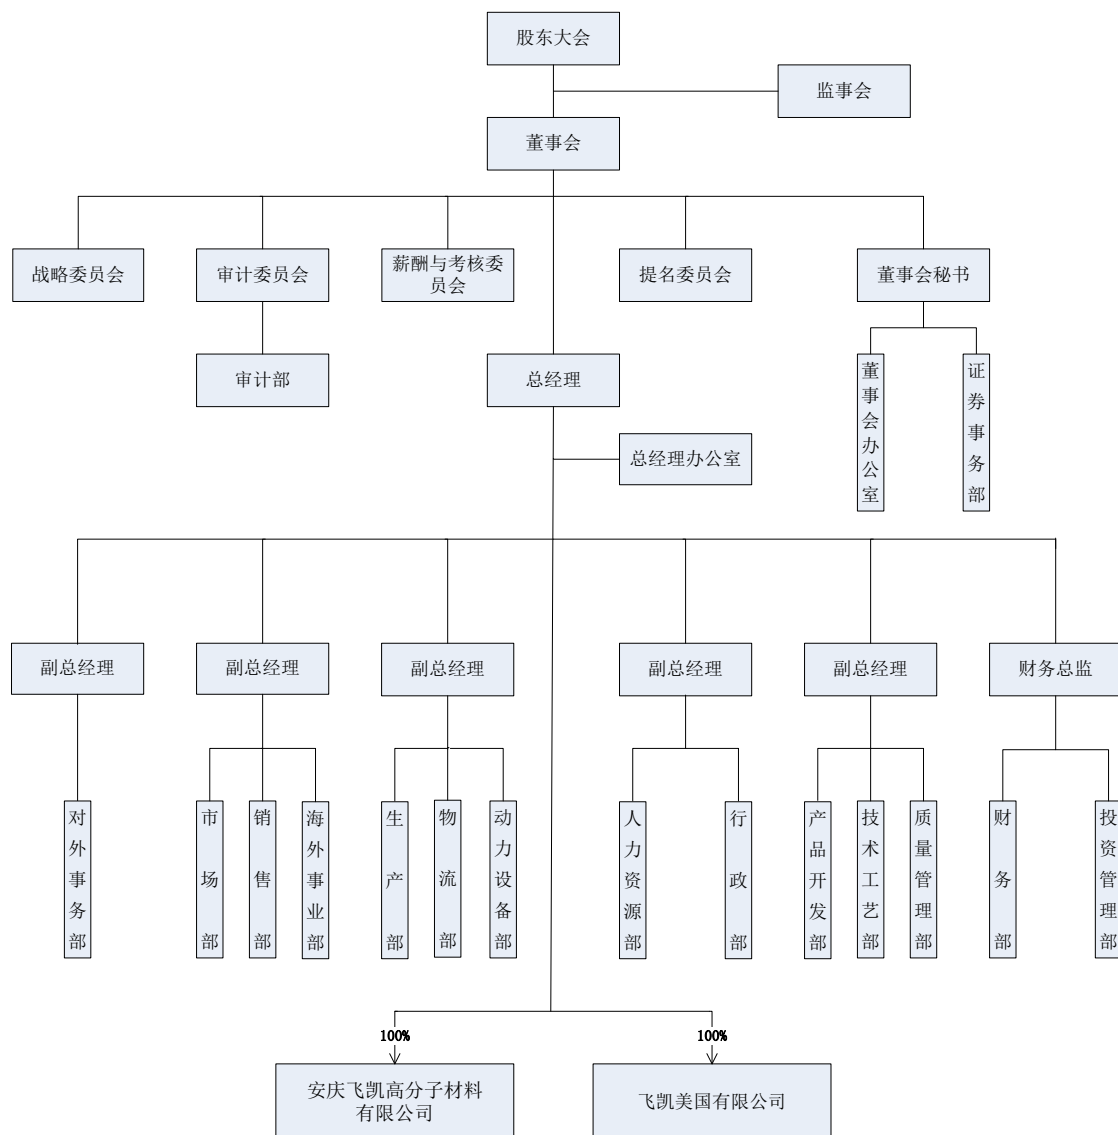 股东大会
监事会
董事会
战略委员会
审计委员会
薪酬与考核委
员会
提名委员会
董事会秘书
审计部
总经理
董事会办公室
证券事务部
总经理办公室
副总经理
副总经理
副总经理
副总经理
副总经理
财务总监
对外事务部
市场部
销售部
海外事业部
生产部
物流部
动力设备部
人力资源部
行政部
产品开发部
技术工艺部
质量管理部
财务部
投资管理部
100%
100%
安庆飞凯高分子材料
有限公司
飞凯美国有限公司